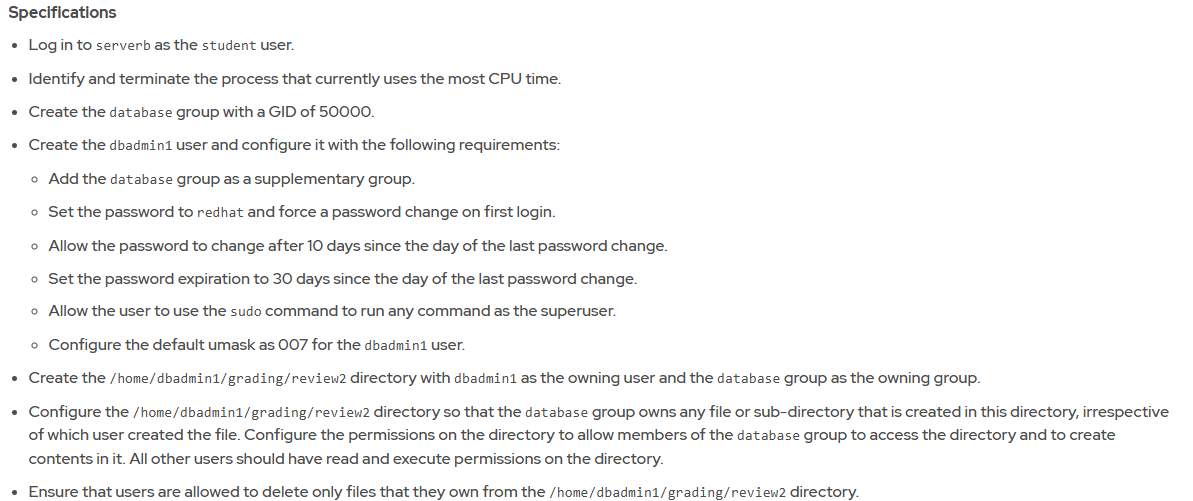 Specifications
• Log in to serverb as the student user.
• Identify and terminate the process that currently uses the most CPU time.
• Create the database group with a GID of 50000.
• Create the dbadmin1 user and configure it with the following requirements:
◦ Add the database group as a supplementary group.
◦ Set the password to redhat and force a password change on first login.
◦ Allow the password to change after 10 days since the day of the last password change.
◦ Set the password expiration to 30 days since the day of the last password change.
◦ Allow the user to use the sudo command to run any command as the superuser.
◦ Configure the default umask as 007 for the dbadmin1 user.
• Create the /home/dbadmin1/grading/review2 directory with dbadmin1 as the owning user and the database group as the owning group.
• Configure the /home/dbadmin1/grading/review2 directory so that the database group owns any file or sub-directory that is created in this directory, irrespective
of which user created the file. Configure the permissions on the directory to allow members of the database group to access the directory and to create
contents in it. All other users should have read and execute permissions on the directory.
• Ensure that users are allowed to delete only files that they own from the /home/dbadmin1/grading/review2 directory.